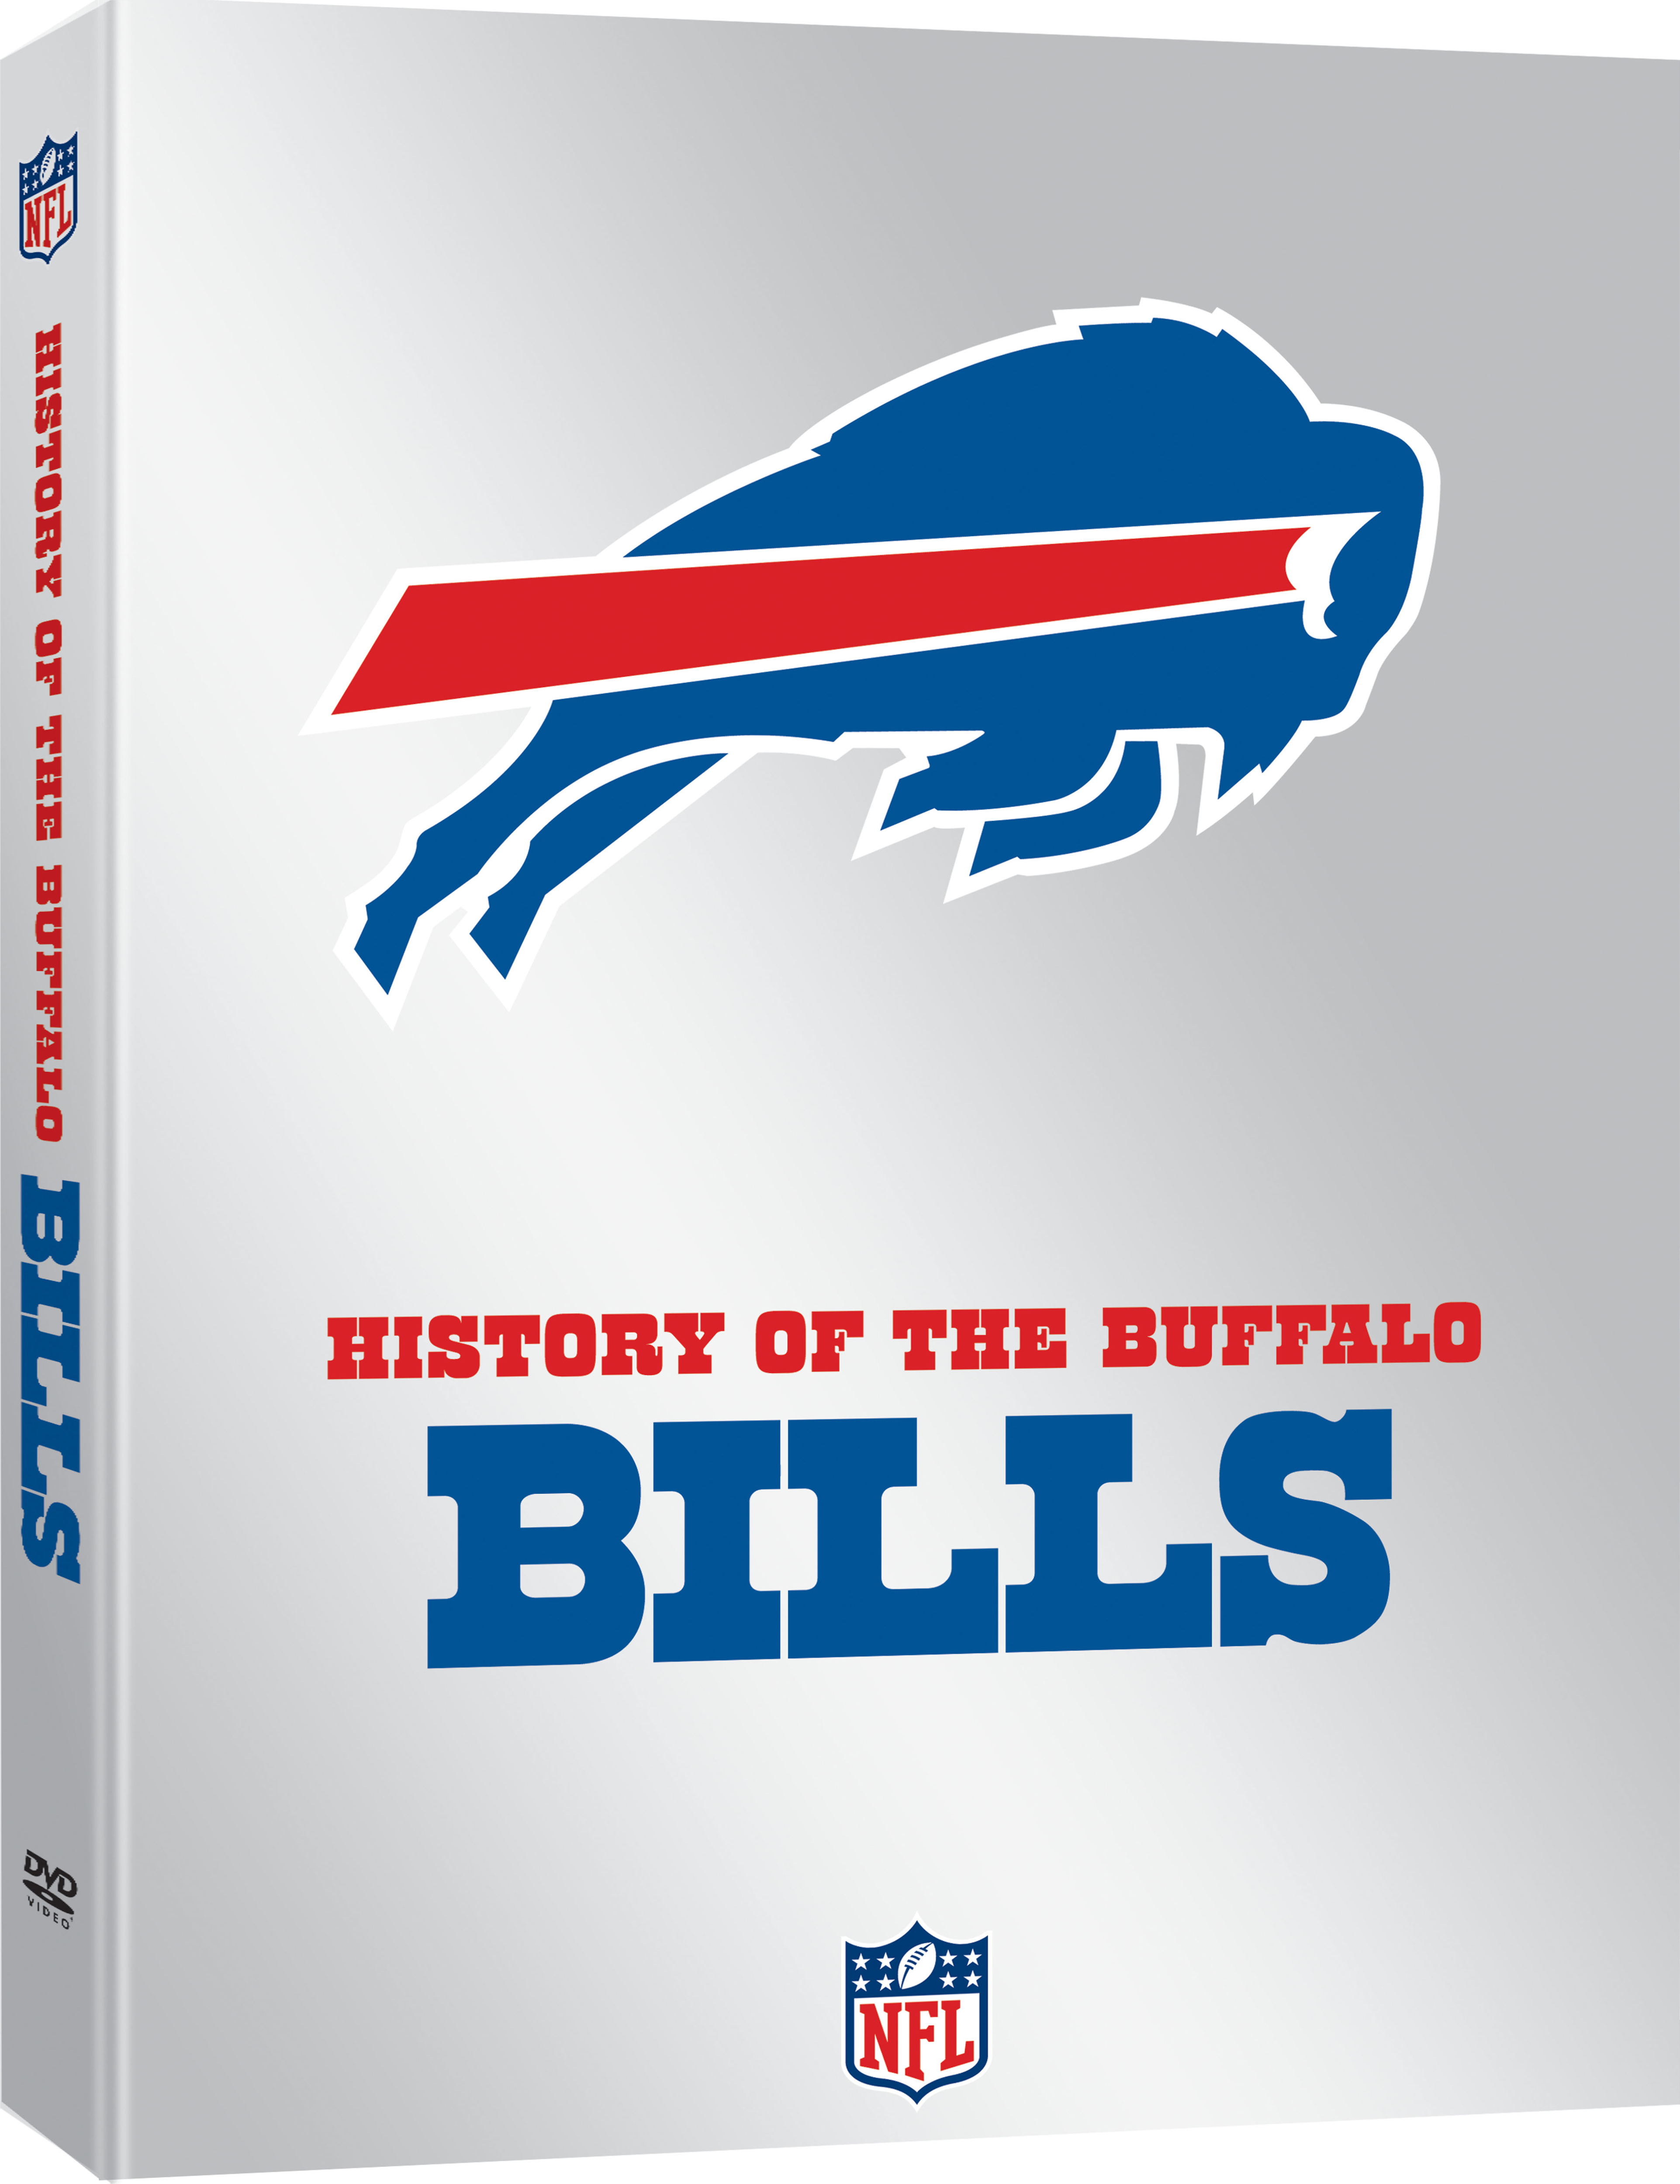 NFL
HISTORY OF THE BUFFALO BILLS
DVD
VIDEO
HISTORY OF THE BUFFALO
BILLS
NFL